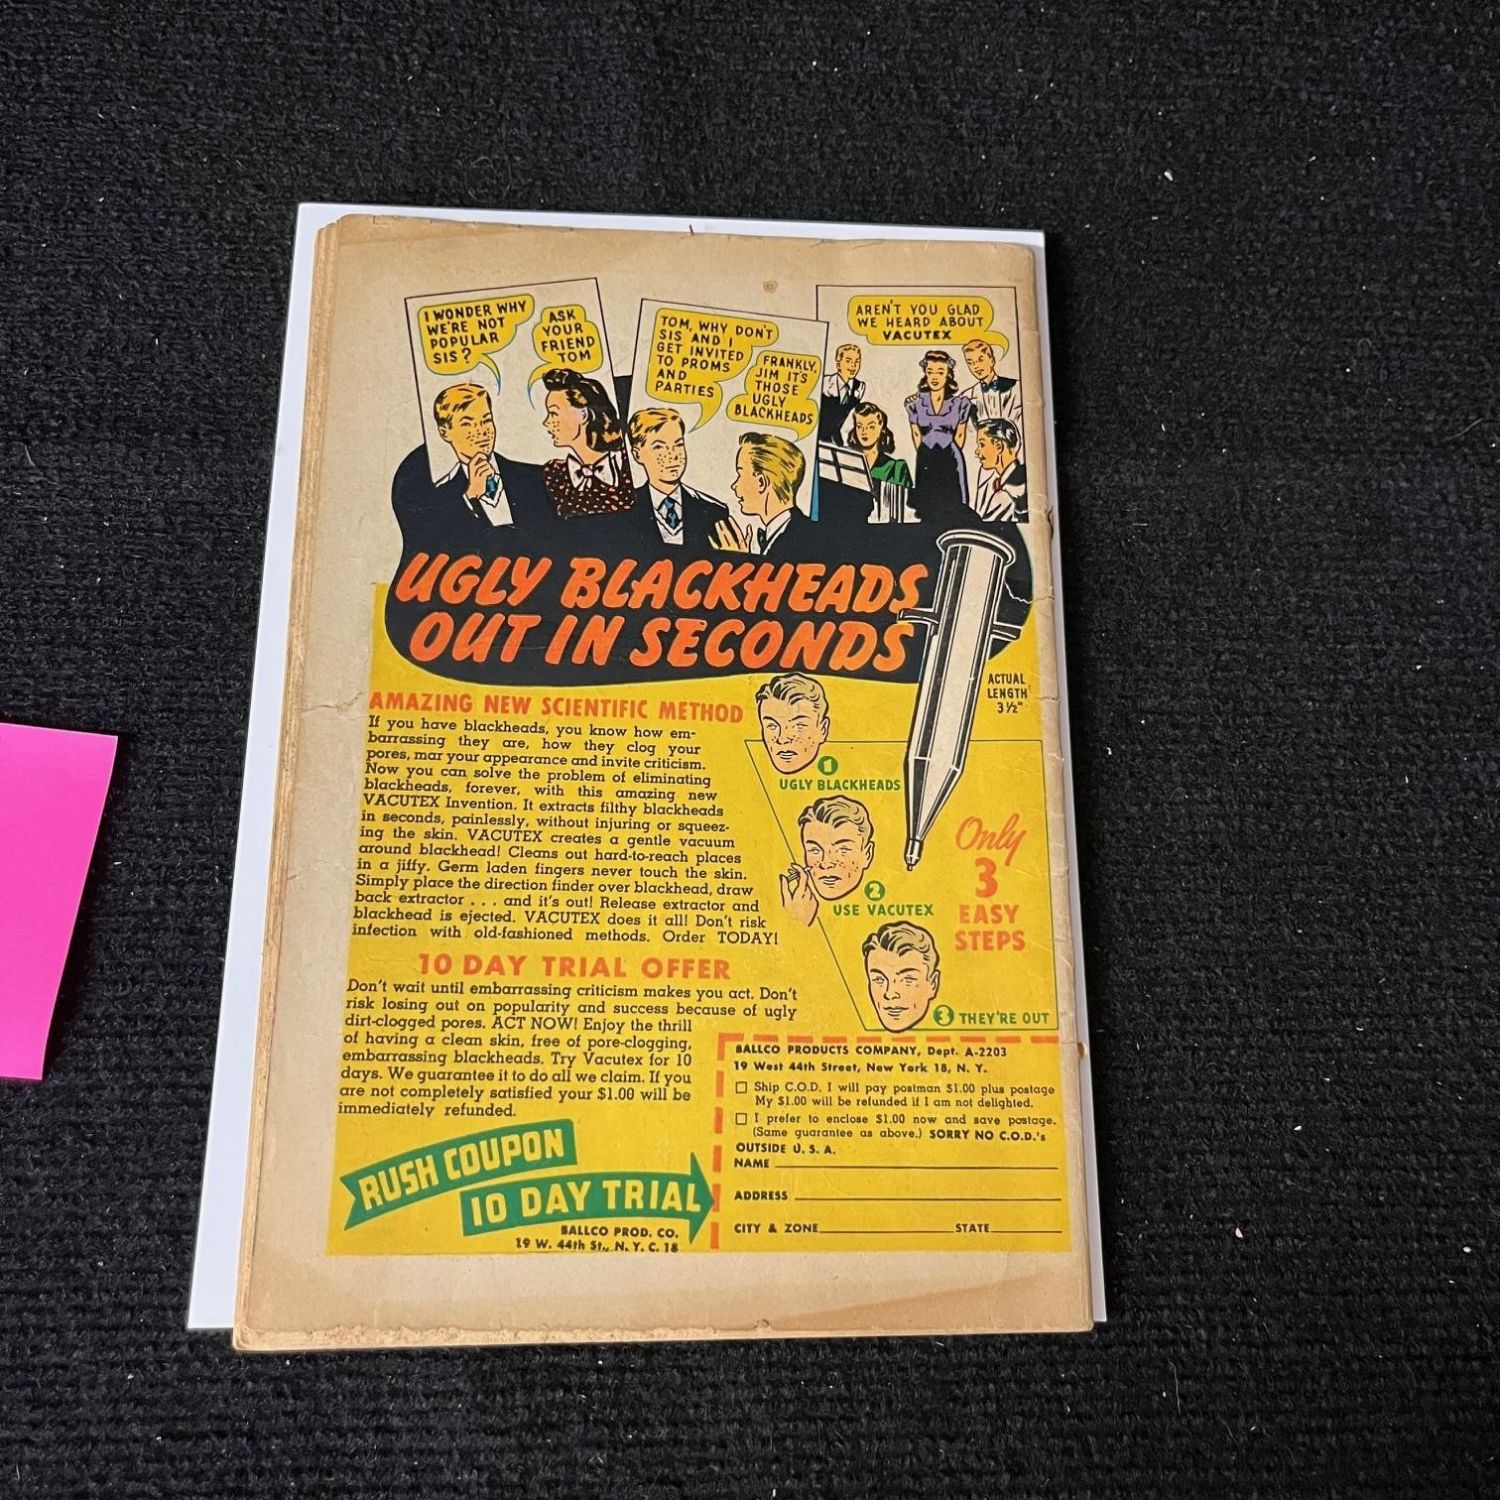 I WONDER WHY
WE'RE NOT
POPULAR
SIS?
ASK
YOUR
FRIEND
TOM
TOM, WHY DON'T
SIS AND I
GET INVITED
TO PROMS
AND
PARTIES
FRANKLY,
JIM IT'S
THOSE
UGLY
BLACKHEADS
AREN'T YOU GLAD
WE HEARD ABOUT
VACUTEX
UGLY BLACKHEADS
OUT IN SECONDS
ACTUAL
LENGTH
3 1/2"
AMAZING NEW SCIENTIFIC METHOD
If you have blackheads, you know how em-
barrassing they are, how they clog your
pores, mar your appearance and invite criticism.
Now you can solve the problem of eliminating
blackheads, forever, with this amazing new
VACUTEX Invention. It extracts filthy blackheads
in seconds, painlessly, without injuring or squeez-
ing the skin. VACUTEX creates a gentle vacuum
around blackhead! Cleans out hard-to-reach places
in a jiffy. Germ laden fingers never touch the skin.
Simply place the direction finder over blackhead, draw
back extractor . . . and it's out! Release extractor and
blackhead is ejected. VACUTEX does it all! Don't risk
infection with old-fashioned methods. Order TODAY!
1
UGLY BLACKHEADS
2
USE VACUTEX
3 THEY'RE OUT
Only
3
EASY
STEPS
10 DAY TRIAL OFFER
Don't wait until embarrassing criticism makes you act. Don't
risk losing out on popularity and success because of ugly
dirt-clogged pores. ACT NOW! Enjoy the thrill
of having a clean skin, free of pore-clogging,
embarrassing blackheads. Try Vacutex for 10
days. We guarantee it to do all we claim. If you
are not completely satisfied your $1.00 will be
immediately refunded.
RUSH COUPON
10 DAY TRIAL
BALLCO PROD. CO.
19 W. 44th St., N. Y. C. 18
BALLCO PRODUCTS COMPANY, Dept. A-2203
19 West 44th Street, New York 18, N. Y.
☐ Ship C.O.D. I will pay postman $1.00 plus postage
My $1.00 will be refunded if I am not delighted.
☐ I prefer to enclose $1.00 now and save postage.
(Same guarantee as above.) SORRY NO C.O.D.'s
OUTSIDE U. S. A.
NAME
ADDRESS
CITY & ZONE STATE